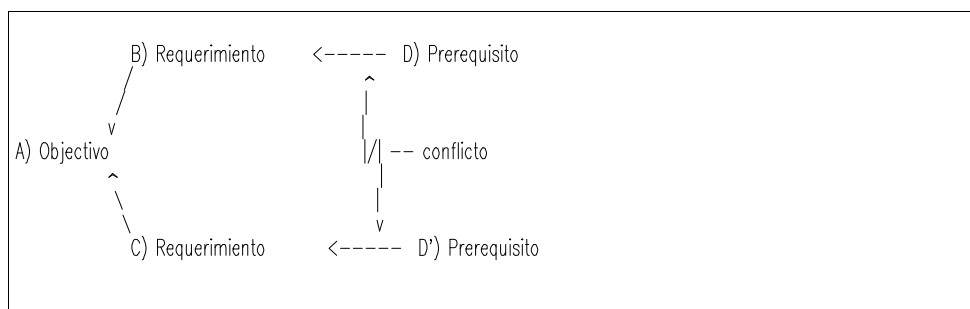 B) Requerimiento <----- D) Prerequisito
A) Objectivo |/| -- conflicto
C) Requerimiento <----- D') Prerequisito